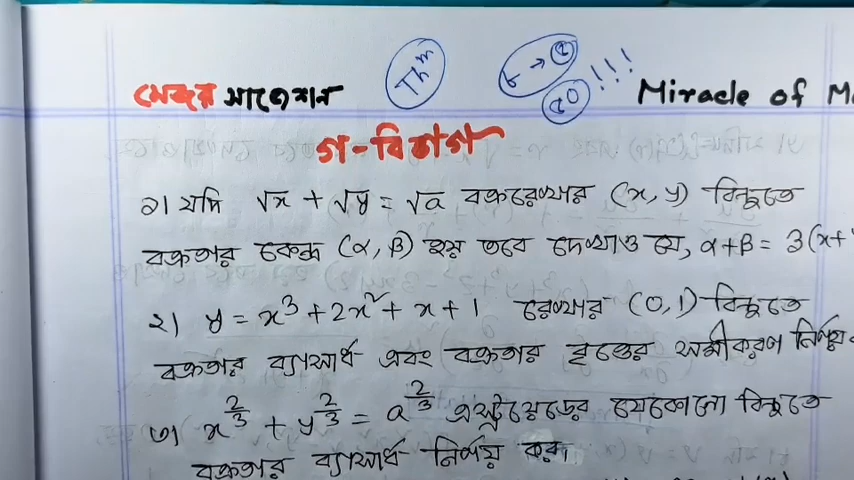 মেজর সাজেশন Thm ৮ → ৫ ৫০!!! Miracle of M
গ-বিভাগ
১। যদি √x + √y = √a বক্ররেখার (x, y) বিন্দুতে
বক্রতার কেন্দ্র (α, β) হয় তবে দেখাও যে, α+β = 3(x+
২। y = x³ + 2x² + x + 1 রেখার (0, 1) বিন্দুতে
বক্রতার ব্যাসার্ধ এবং বক্রতার বৃত্তের সমীকরণ নির্ণয়
৩। x^(2/3) + y^(2/3) = a^(2/3) এস্ট্রয়েডের যেকোনো বিন্দুতে
বক্রতার ব্যাসার্ধ নির্ণয় কর।